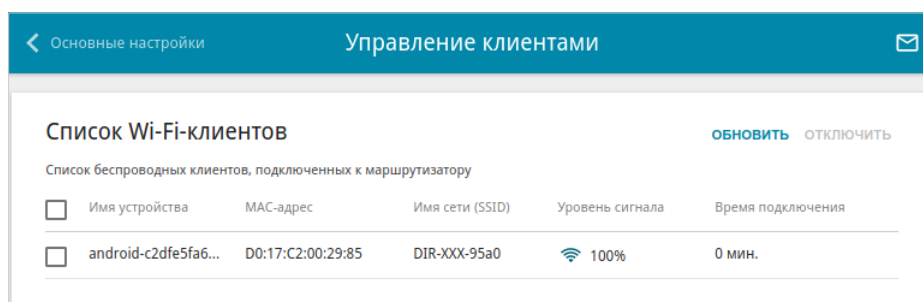 Основные настройки Управление клиентами
Список Wi-Fi-клиентов ОБНОВИТЬ ОТКЛЮЧИТЬ
Список беспроводных клиентов, подключенных к маршрутизатору
Имя устройства MAC-адрес Имя сети (SSID) Уровень сигнала Время подключения
android-c2dfe5fa6... D0:17:C2:00:29:85 DIR-XXX-95a0 100% 0 мин.